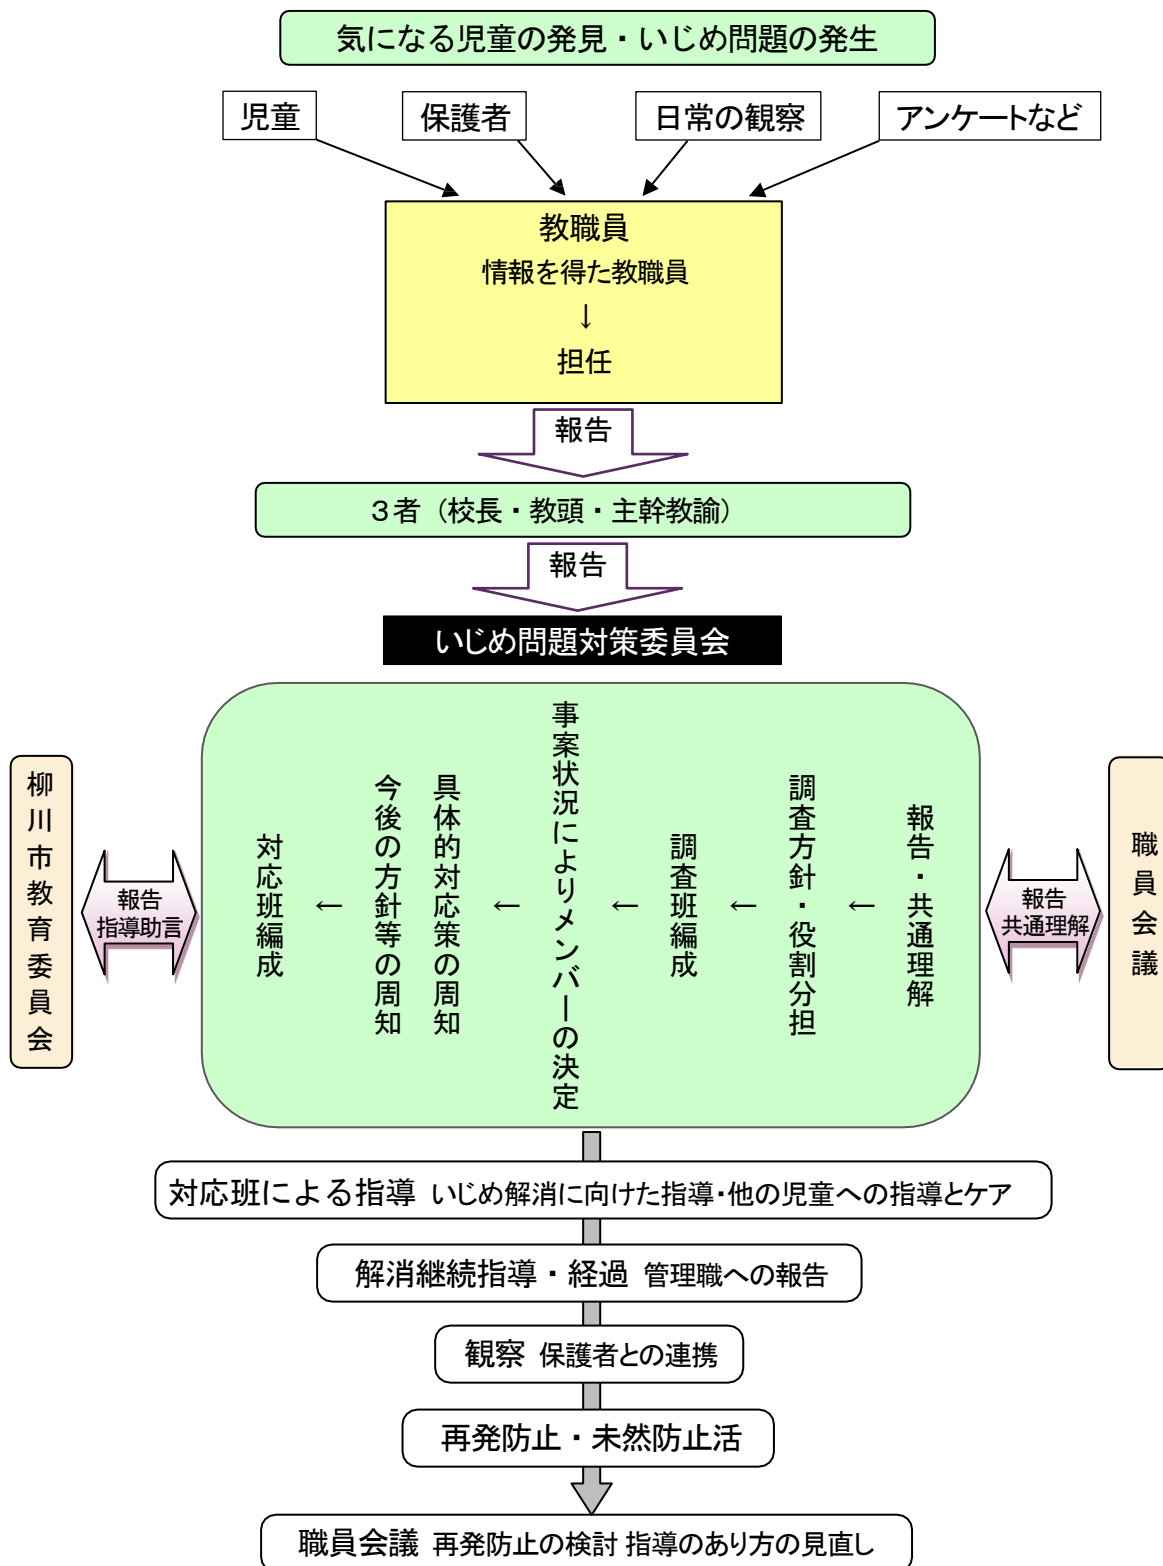 気になる児童の発見・いじめ問題の発生
児童
保護者
日常の観察
アンケートなど
教職員
情報を得た教職員
↓
担任
報告
３者（校長・教頭・主幹教諭）
報告
いじめ問題対策委員会
職員会議
報告
共通理解
報告・共通理解
←
調査方針・役割分担
←
調査班編成
←
事案状況によりメンバーの決定
←
具体的対応策の周知
今後の方針等の周知
←
対応班編成
報告
指導助言
柳川市教育委員会
対応班による指導 いじめ解消に向けた指導・他の児童への指導とケア
解消継続指導・経過 管理職への報告
観察 保護者との連携
再発防止・未然防止活
職員会議 再発防止の検討 指導のあり方の見直し